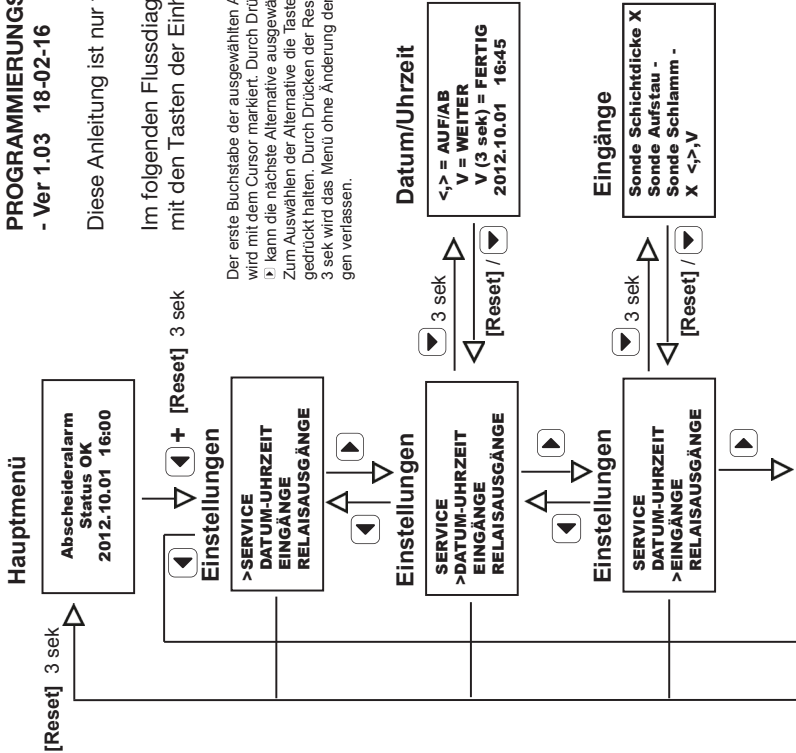 Hauptmenü
[Reset] 3 sek
Abscheideralarm
Status OK
2012.10.01 16:00
PROGRAMMIERUNGS
- Ver 1.03 18-02-16
Diese Anleitung ist nur
Im folgenden Flussdiag
mit den Tasten der Einh
◀ + [Reset] 3 sek
◀
Einstellungen
>SERVICE
DATUM-UHRZEIT
EINGÄNGE
RELAISAUSGÄNGE
Der erste Buchstabe der ausgewählten A
wird mit dem Cursor markiert. Durch Drü
▶ kann die nächste Alternative ausgewä
Zum Auswählen der Alternative die Taste
gedrückt halten. Durch Drücken der Res
3 sek wird das Menü ohne Änderung der
gen verlassen.
◀ ▶
Einstellungen
SERVICE
>DATUM-UHRZEIT
EINGÄNGE
RELAISAUSGÄNGE
▼ 3 sek
[Reset] / ▼
Datum/Uhrzeit
<,> = AUF/AB
V = WEITER
V (3 sek) = FERTIG
2012.10.01 16:45
◀ ▶
Einstellungen
SERVICE
DATUM-UHRZEIT
>EINGÄNGE
RELAISAUSGÄNGE
▼ 3 sek
[Reset] / ▼
Eingänge
Sonde Schichtdicke X
Sonde Aufstau -
Sonde Schlamm -
X <,>,V
▶